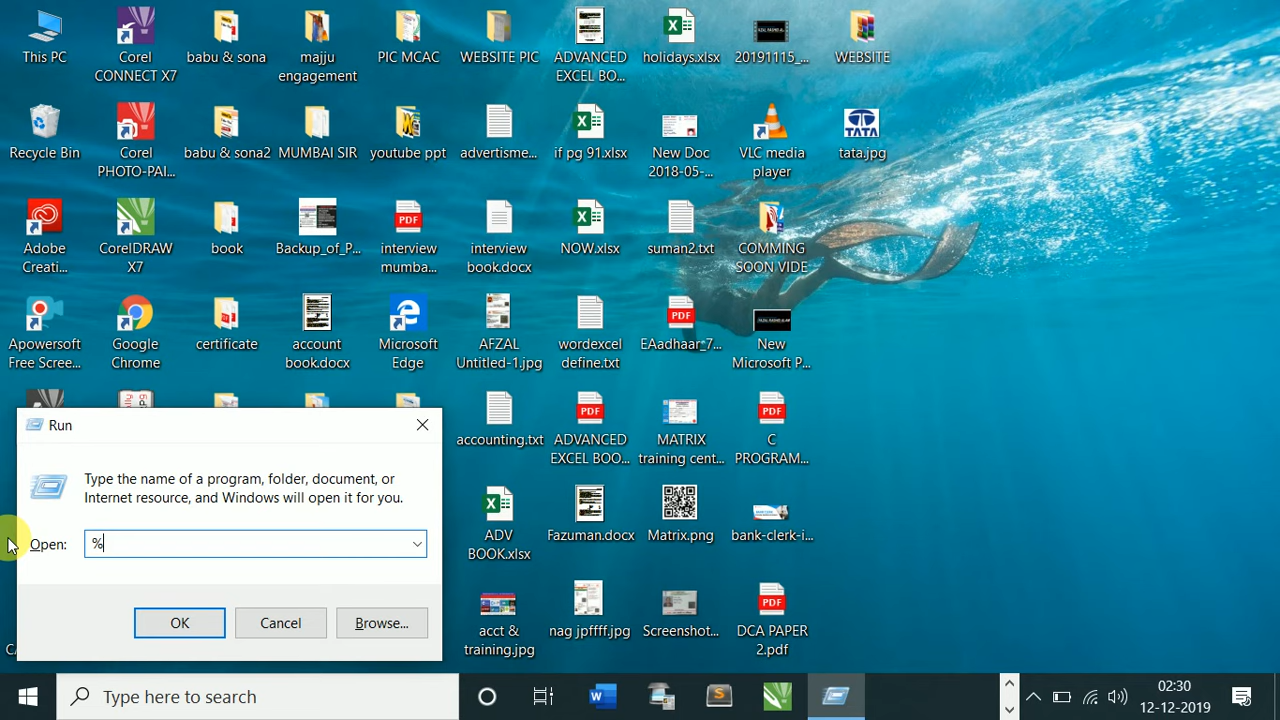 This PC
Corel
CONNECT X7
babu & sona
majju
engagement
PIC MCAC
WEBSITE PIC
ADVANCED
EXCEL BO...
holidays.xlsx
20191115_...
WEBSITE
Recycle Bin
Corel
PHOTO-PAI...
babu & sona2
MUMBAI SIR
youtube ppt
advertisme...
if pg 91.xlsx
New Doc
2018-05-...
VLC media
player
TATA
tata.jpg
Adobe
Creati...
CorelDRAW
X7
book
Backup_of_P...
PDF
interview
mumba...
interview
book.docx
NOW.xlsx
suman2.txt
COMMING
SOON VIDE
Apowersoft
Free Scree...
Google
Chrome
certificate
account
book.docx
Microsoft
Edge
AFZAL
Untitled-1.jpg
wordexcel
define.txt
PDF
EAadhaar_7...
New
Microsoft P...
accounting.txt
PDF
ADVANCED
EXCEL BOO...
MATRIX
training cent...
PDF
C
PROGRAM...
ADV
BOOK.xlsx
Fazuman.docx
Matrix.png
bank-clerk-i...
acct &
training.jpg
nag jpffff.jpg
Screenshot...
PDF
DCA PAPER
2.pdf
Run
Type the name of a program, folder, document, or
Internet resource, and Windows will open it for you.
Open:
%
OK
Cancel
Browse...
Type here to search
02:30
12-12-2019